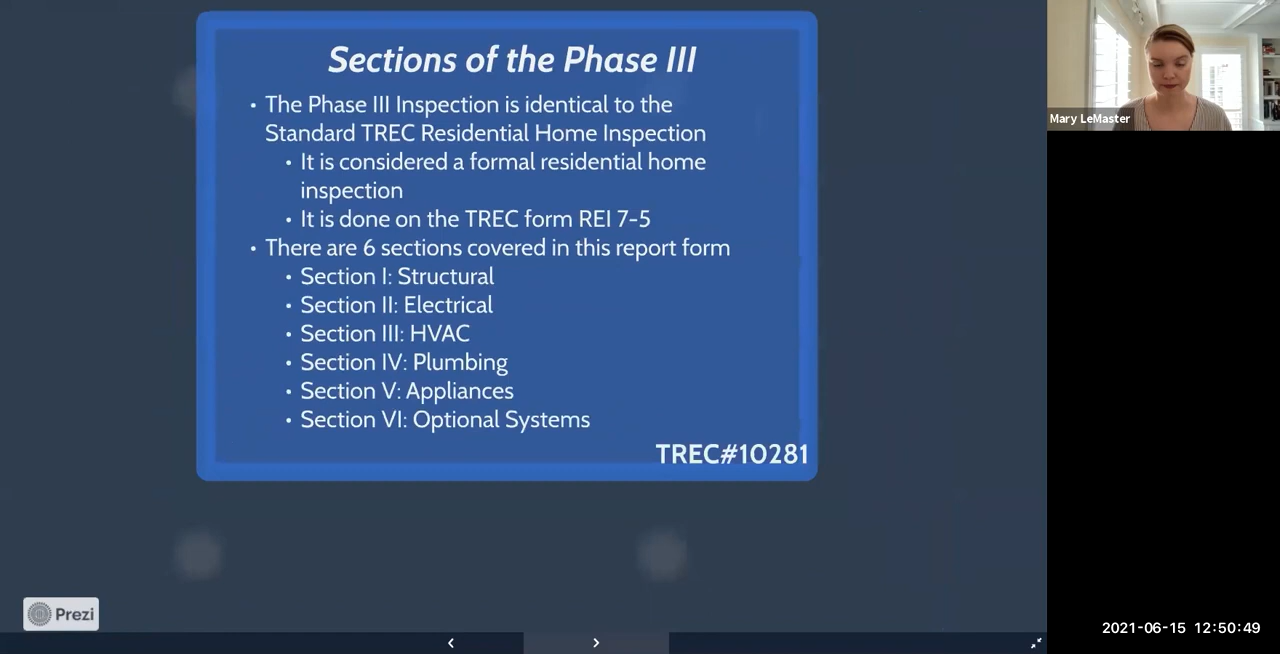 Sections of the Phase III
• The Phase III Inspection is identical to the
Standard TREC Residential Home Inspection
• It is considered a formal residential home
inspection
• It is done on the TREC form REI 7-5
• There are 6 sections covered in this report form
• Section I: Structural
• Section II: Electrical
• Section III: HVAC
• Section IV: Plumbing
• Section V: Appliances
• Section VI: Optional Systems
TREC#10281
Mary LeMaster
Prezi
2021-06-15 12:50:49